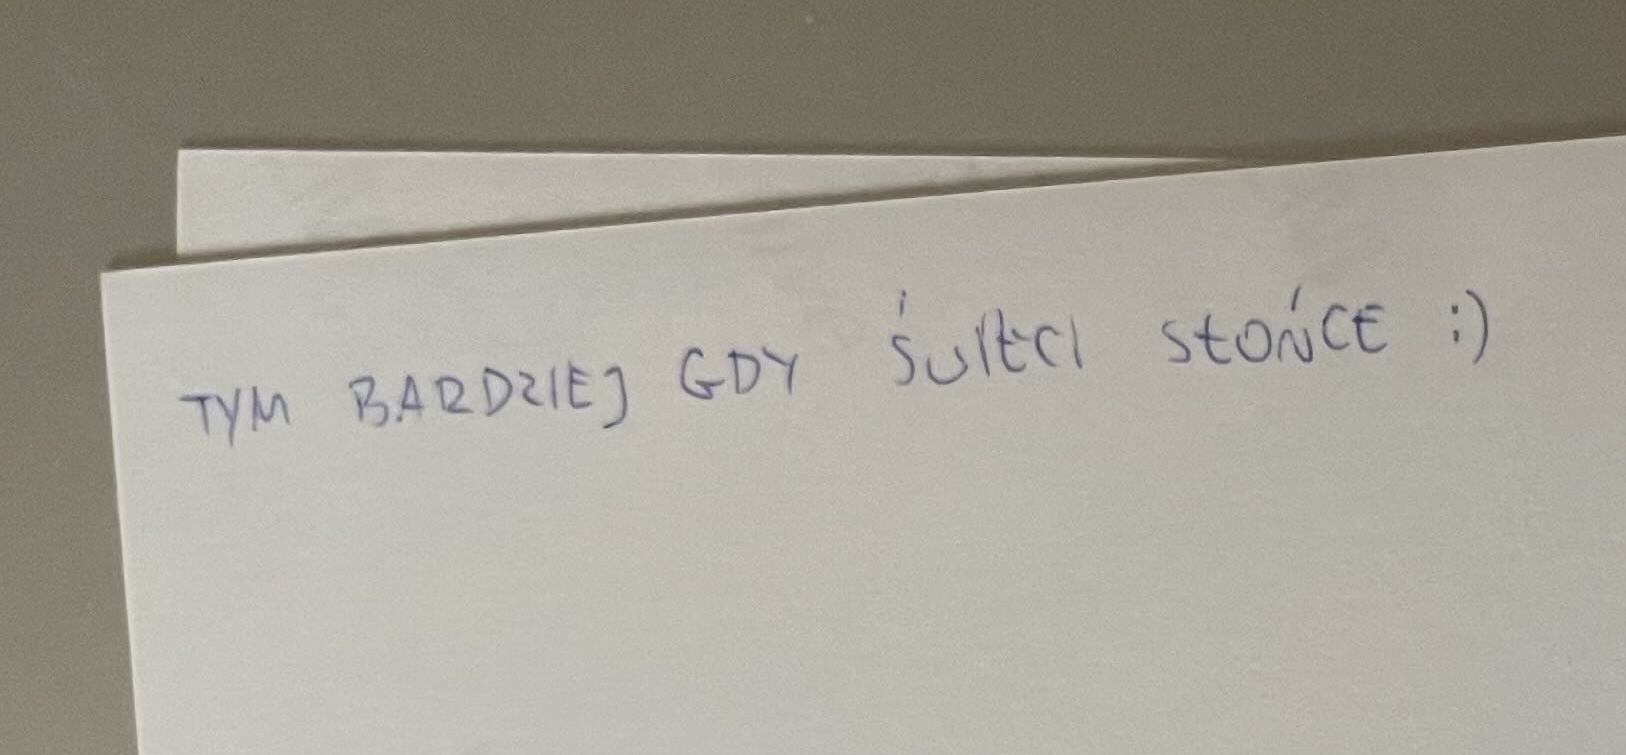 TYM BARDZIEJ GDY ŚWIECI SŁOŃCE :)